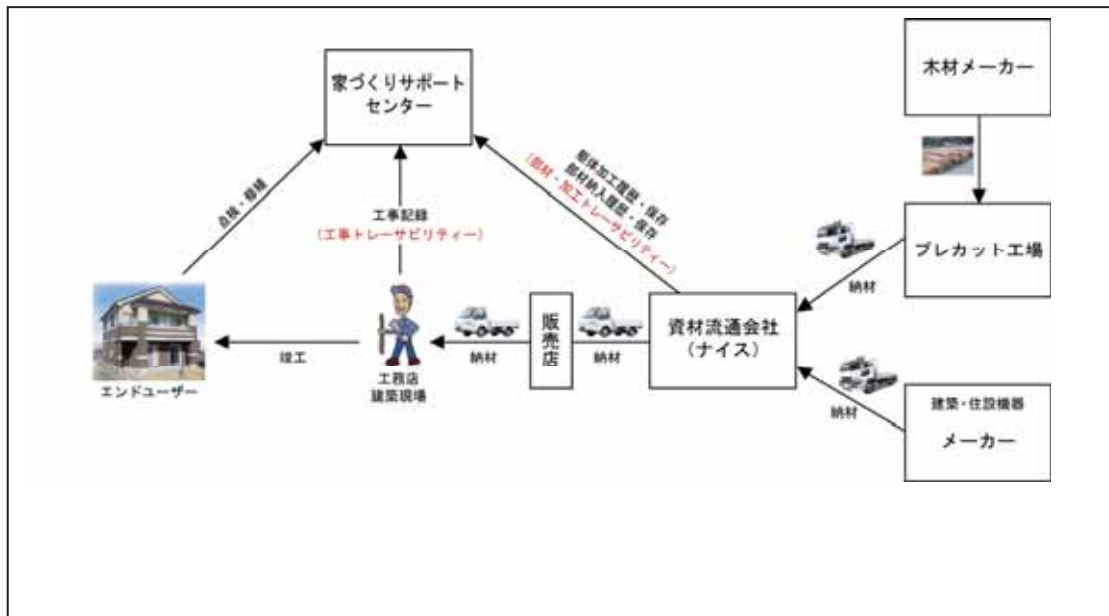 家づくりサポート
センター
木材メーカー
点検・修繕
工事記録
（工事トレーサビリティー）
躯体加工履歴・保存
部材納入履歴・保存
（部材・加工トレーサビリティー）
プレカット工場
納材
エンドユーザー
竣工
工務店
建築現場
納材
販売店
納材
資材流通会社
（ナイス）
納材
建築・住設機器
メーカー